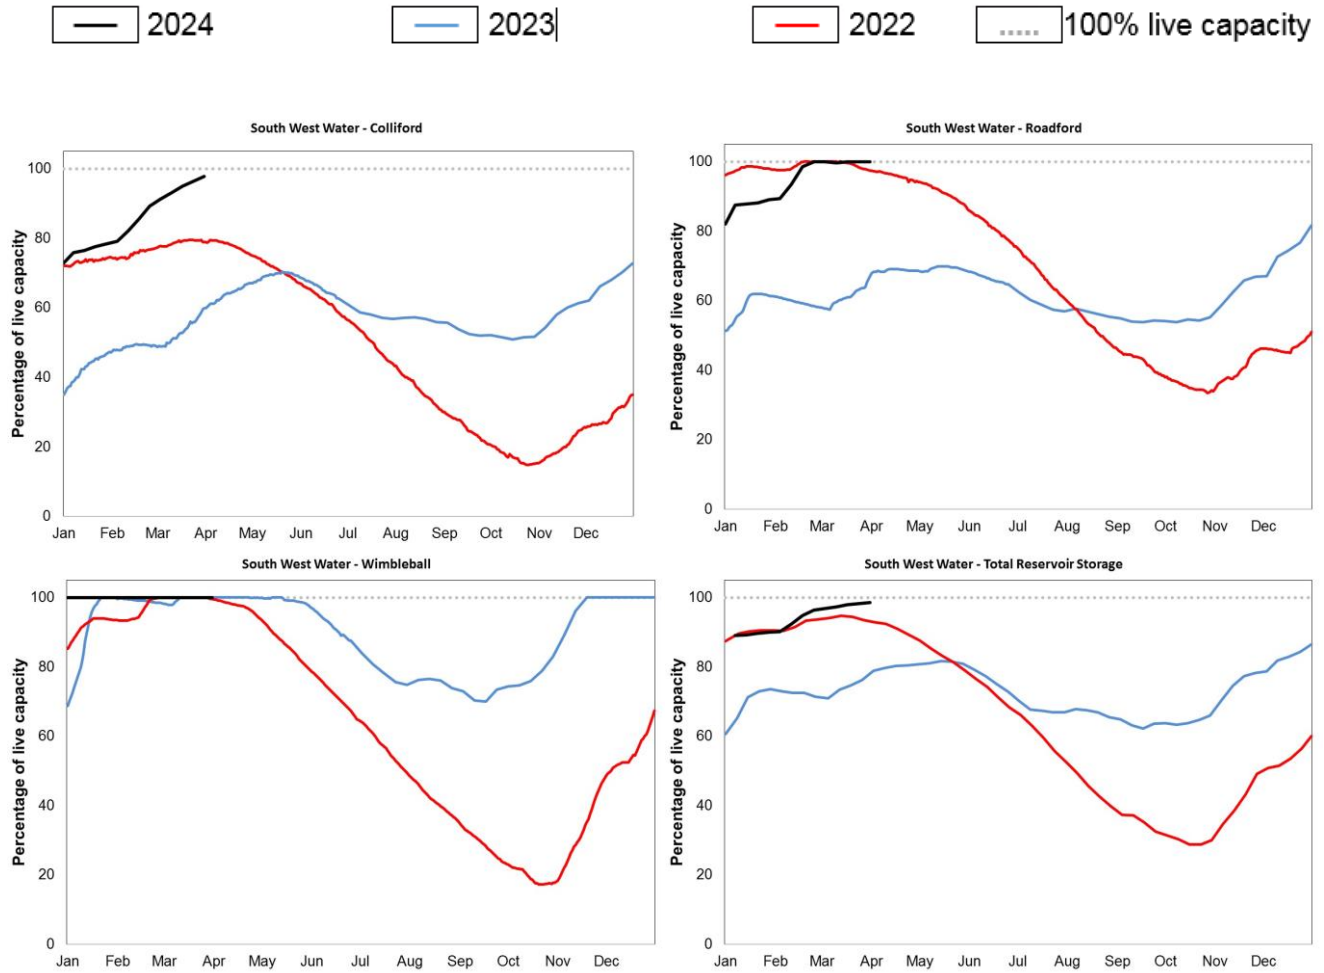 2024 2023 2022 100% live capacity
South West Water - Colliford
Percentage of live capacity
100
80
60
40
20
0
Jan Feb Mar Apr May Jun Jul Aug Sep Oct Nov Dec
South West Water - Roadford
Percentage of live capacity
100
80
60
40
20
0
Jan Feb Mar Apr May Jun Jul Aug Sep Oct Nov Dec
South West Water - Wimbleball
Percentage of live capacity
100
80
60
40
20
0
Jan Feb Mar Apr May Jun Jul Aug Sep Oct Nov Dec
South West Water - Total Reservoir Storage
Percentage of live capacity
100
80
60
40
20
0
Jan Feb Mar Apr May Jun Jul Aug Sep Oct Nov Dec